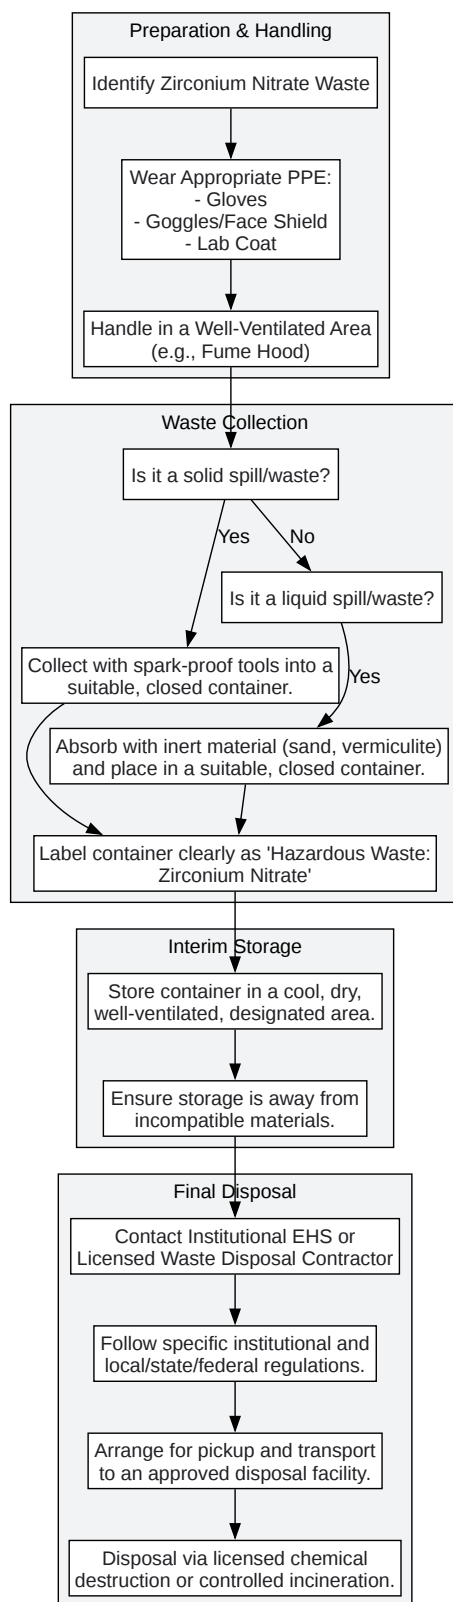 Preparation & Handling
Identify Zirconium Nitrate Waste
Wear Appropriate PPE:
- Gloves
- Goggles/Face Shield
- Lab Coat
Handle in a Well-Ventilated Area
(e.g., Fume Hood)
Waste Collection
Is it a solid spill/waste?
Yes
No
Is it a liquid spill/waste?
Collect with spark-proof tools into a
suitable, closed container.
Yes
Absorb with inert material (sand, vermiculite)
and place in a suitable, closed container.
Label container clearly as 'Hazardous Waste:
Zirconium Nitrate'
Interim Storage
Store container in a cool, dry,
well-ventilated, designated area.
Ensure storage is away from
incompatible materials.
Final Disposal
Contact Institutional EHS or
Licensed Waste Disposal Contractor
Follow specific institutional and
local/state/federal regulations.
Arrange for pickup and transport
to an approved disposal facility.
Disposal via licensed chemical
destruction or controlled incineration.